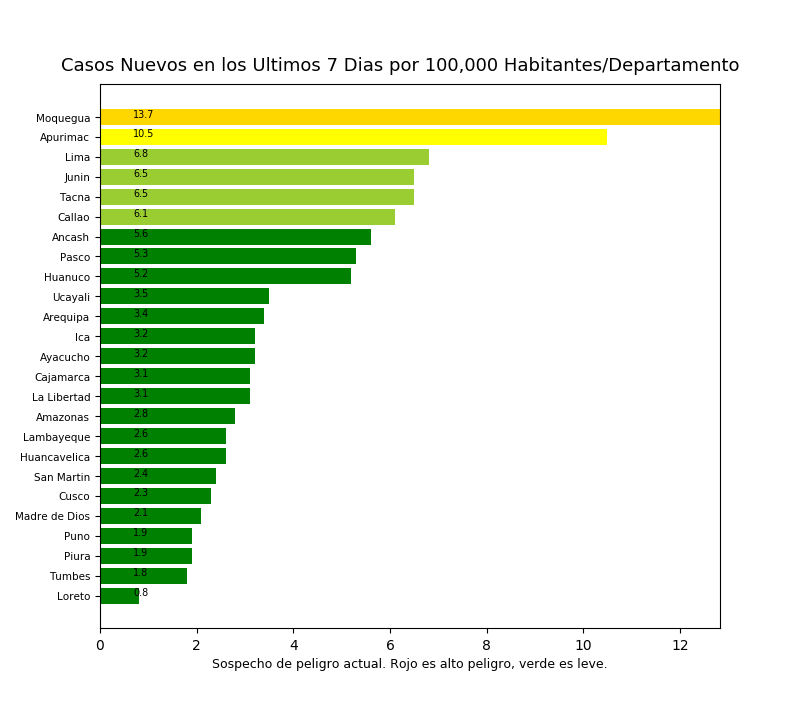 Casos Nuevos en los Ultimos 7 Dias por 100,000 Habitantes/Departamento
Moquegua 13.7
Apurimac 10.5
Lima 6.8
Junin 6.5
Tacna 6.5
Callao 6.1
Ancash 5.6
Pasco 5.3
Huanuco 5.2
Ucayali 3.5
Arequipa 3.4
Ica 3.2
Ayacucho 3.2
Cajamarca 3.1
La Libertad 3.1
Amazonas 2.8
Lambayeque 2.6
Huancavelica 2.6
San Martin 2.4
Cusco 2.3
Madre de Dios 2.1
Puno 1.9
Piura 1.9
Tumbes 1.8
Loreto 0.8
0 2 4 6 8 10 12
Sospecho de peligro actual. Rojo es alto peligro, verde es leve.